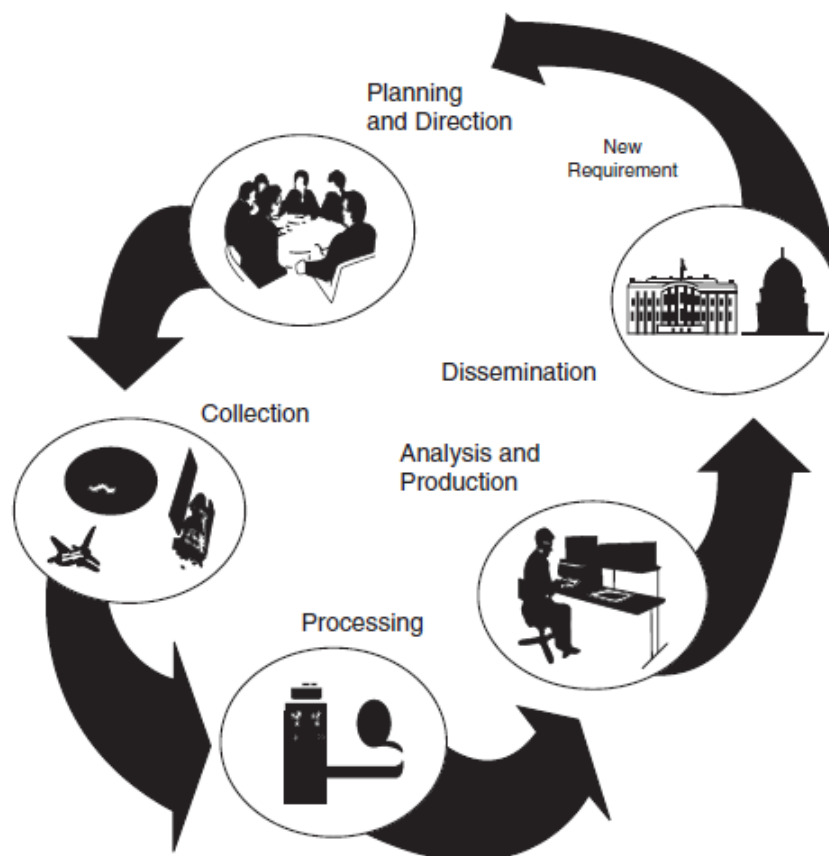 Planning
and Direction
New
Requirement
Dissemination
Collection
Analysis and
Production
Processing